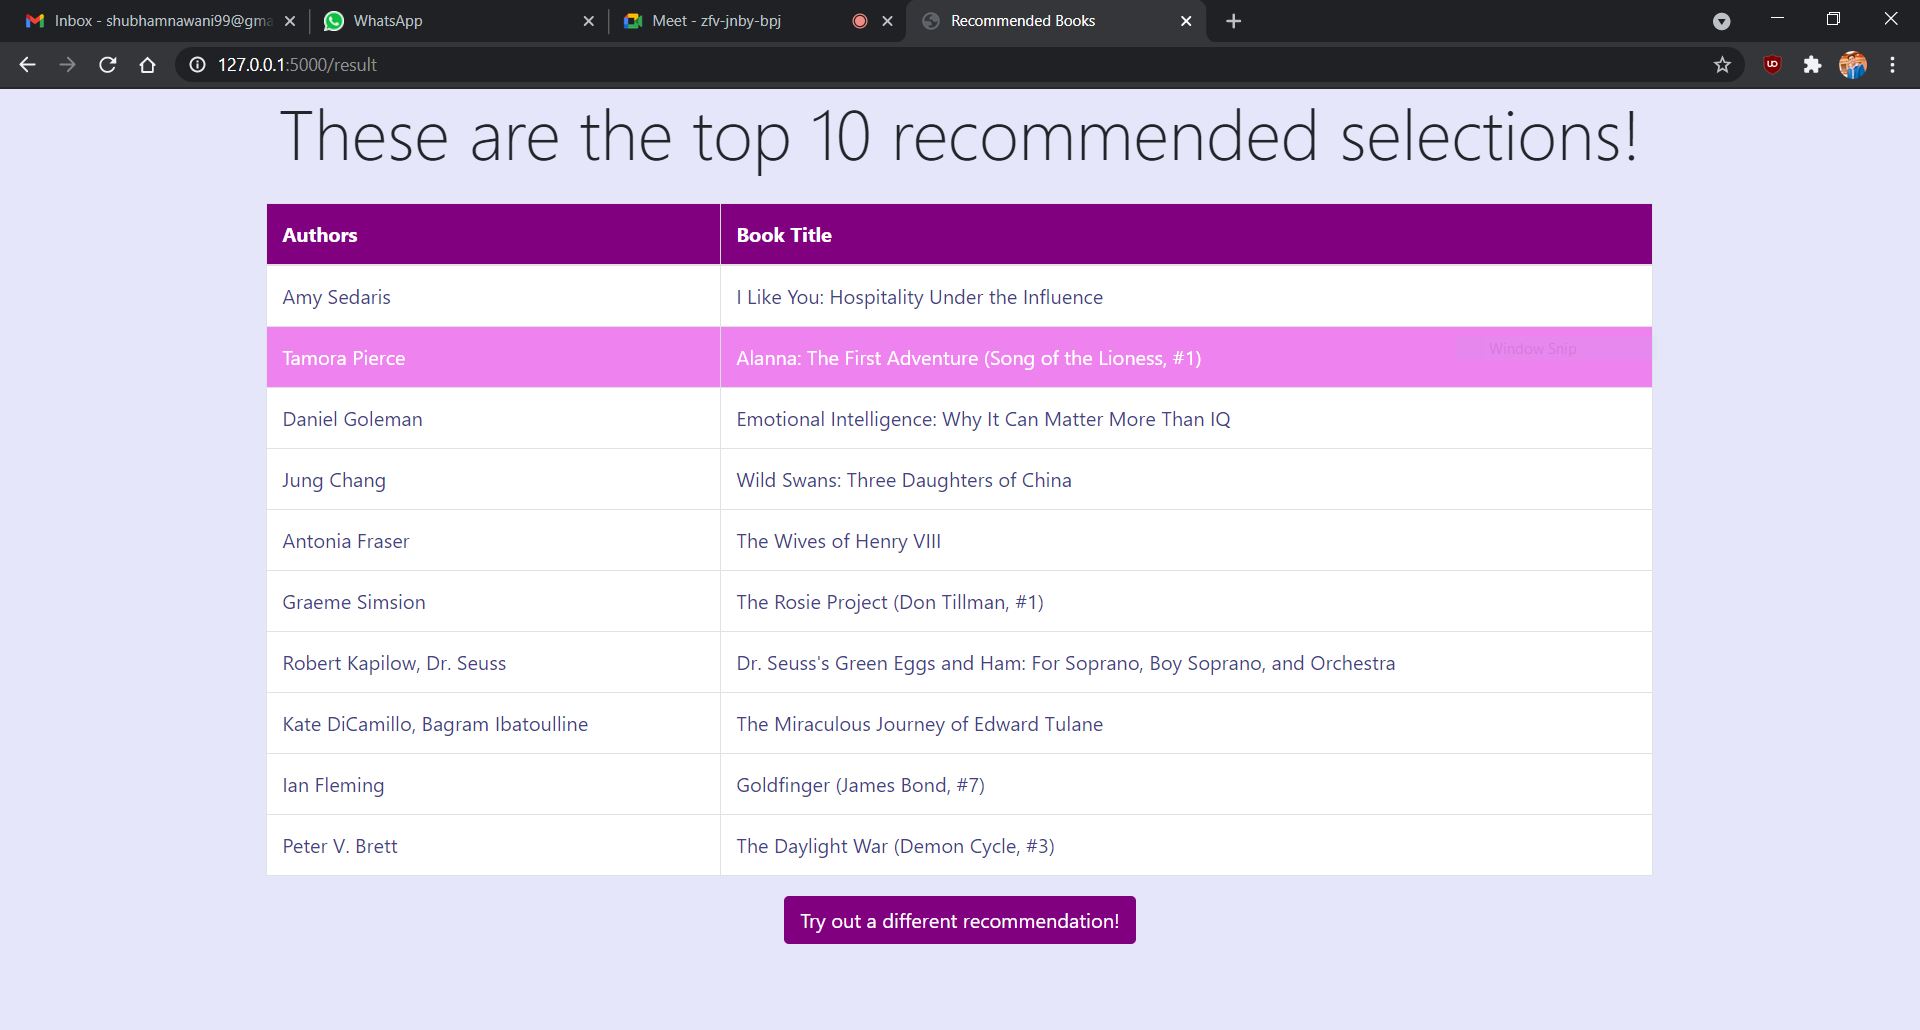 Inbox - shubhamnawani99@gma
WhatsApp
Meet - zfv-jnby-bpj
Recommended Books
127.0.0.1:5000/result
These are the top 10 recommended selections!
Authors Book Title
Amy Sedaris I Like You: Hospitality Under the Influence
Tamora Pierce Alanna: The First Adventure (Song of the Lioness, #1)
Window Snip
Daniel Goleman Emotional Intelligence: Why It Can Matter More Than IQ
Jung Chang Wild Swans: Three Daughters of China
Antonia Fraser The Wives of Henry VIII
Graeme Simsion The Rosie Project (Don Tillman, #1)
Robert Kapilow, Dr. Seuss Dr. Seuss's Green Eggs and Ham: For Soprano, Boy Soprano, and Orchestra
Kate DiCamillo, Bagram Ibatoulline The Miraculous Journey of Edward Tulane
Ian Fleming Goldfinger (James Bond, #7)
Peter V. Brett The Daylight War (Demon Cycle, #3)
Try out a different recommendation!